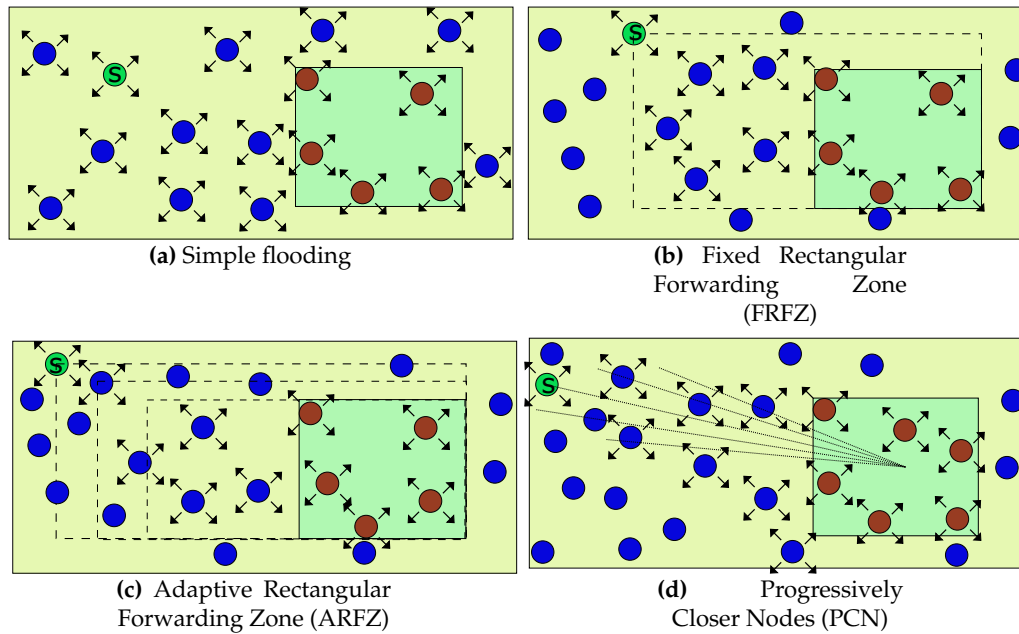 S
S
(a) Simple flooding
(b) Fixed Rectangular
Forwarding Zone
(FRFZ)
S
S
(c) Adaptive Rectangular
Forwarding Zone (ARFZ)
(d) Progressively
Closer Nodes (PCN)